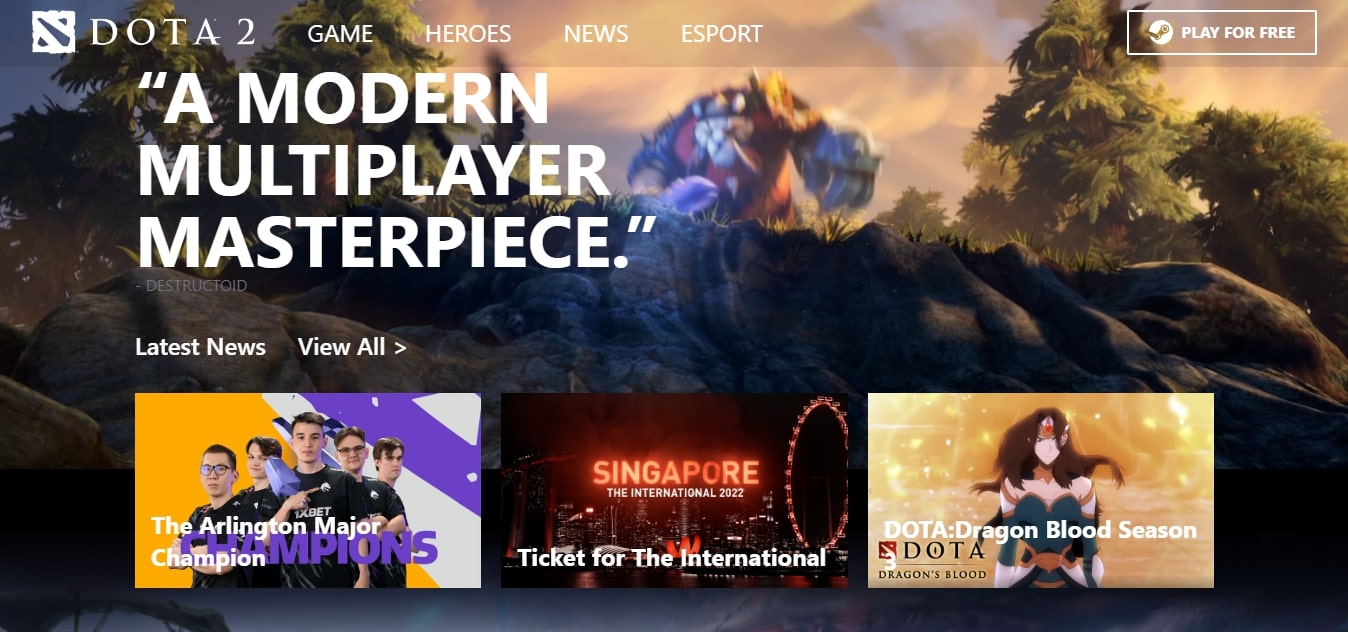 DOTA 2 GAME HEROES NEWS ESPORT PLAY FOR FREE
“A MODERN
MULTIPLAYER
MASTERPIECE.”
- DESTRUCTOID
Latest News View All >
1XBET
The Arlington Major
Champion
CHAMPIONS
SINGAPORE
THE INTERNATIONAL 2022
Ticket for The International
DOTA:Dragon Blood Season
3
DOTA
DRAGON'S BLOOD